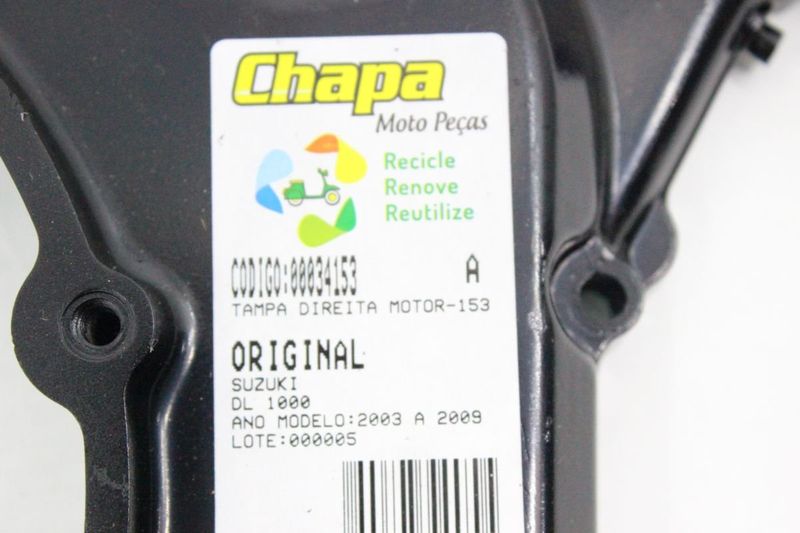 Chapa
Moto Peças
Recicle
Renove
Reutilize
CODIGO:00034153 A
TAMPA DIREITA MOTOR-153
ORIGINAL
SUZUKI
DL 1000
ANO MODELO:2003 A 2009
LOTE:000005